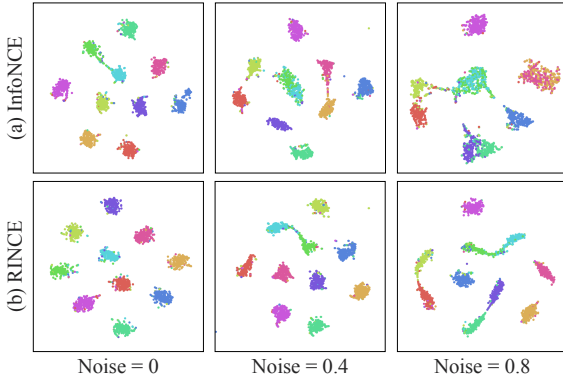 (a) InfoNCE
(b) RINCE
Noise = 0
Noise = 0.4
Noise = 0.8